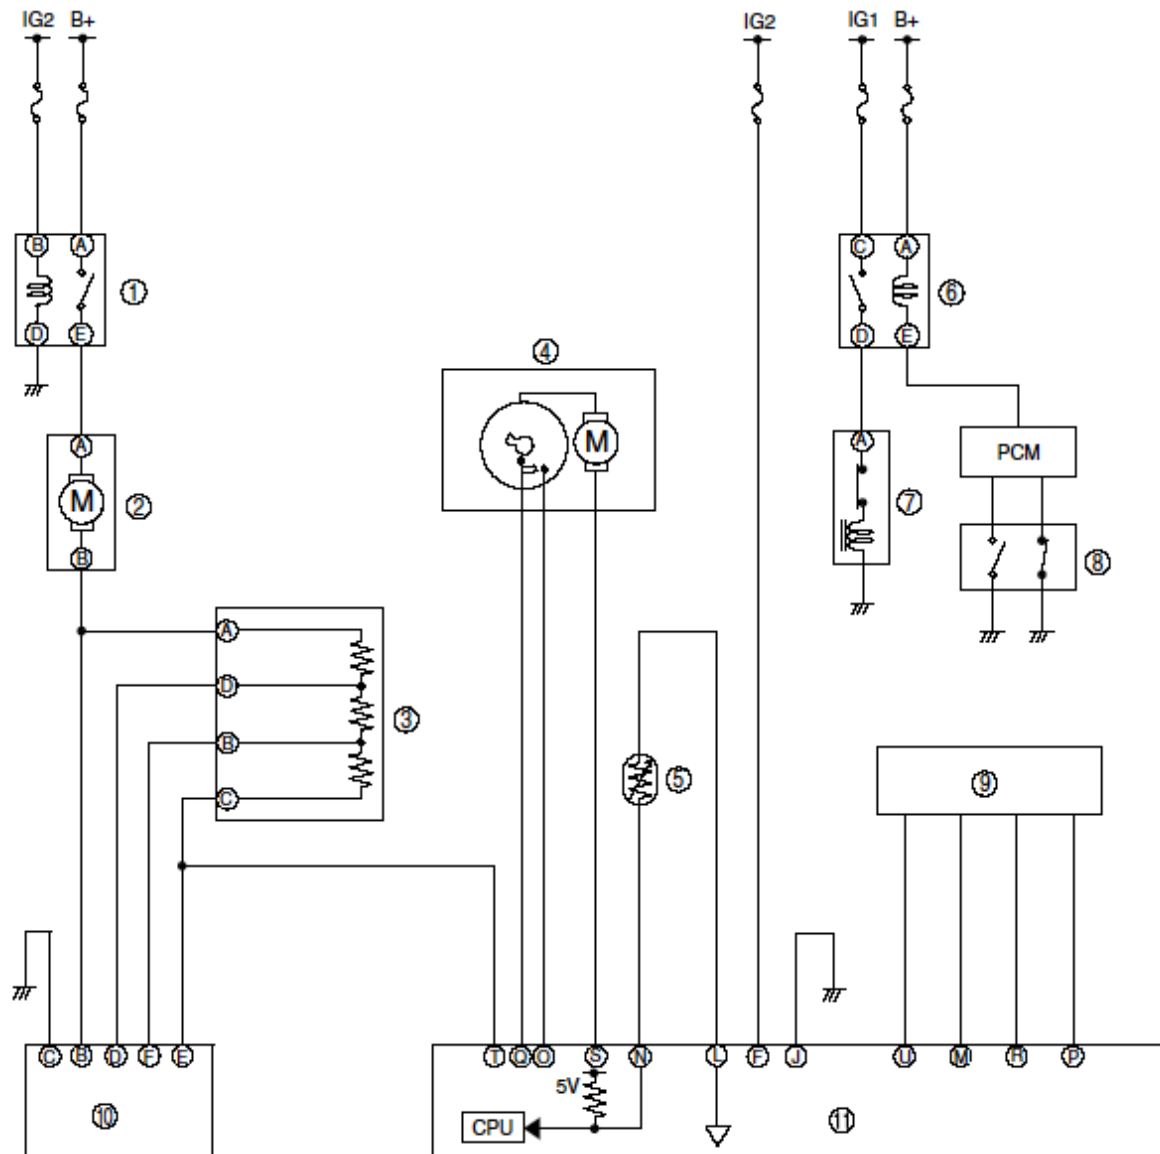 IG2 B+ IG2 IG1 B+
B A C A
① ⑥
D E D E
④
A M A PCM
M ② ⑦
B ⑧
A
D
③
B ⑤ ⑨
C
C B D F E T Q O S N L F J U M R P
5V
⑩ CPU ⑪